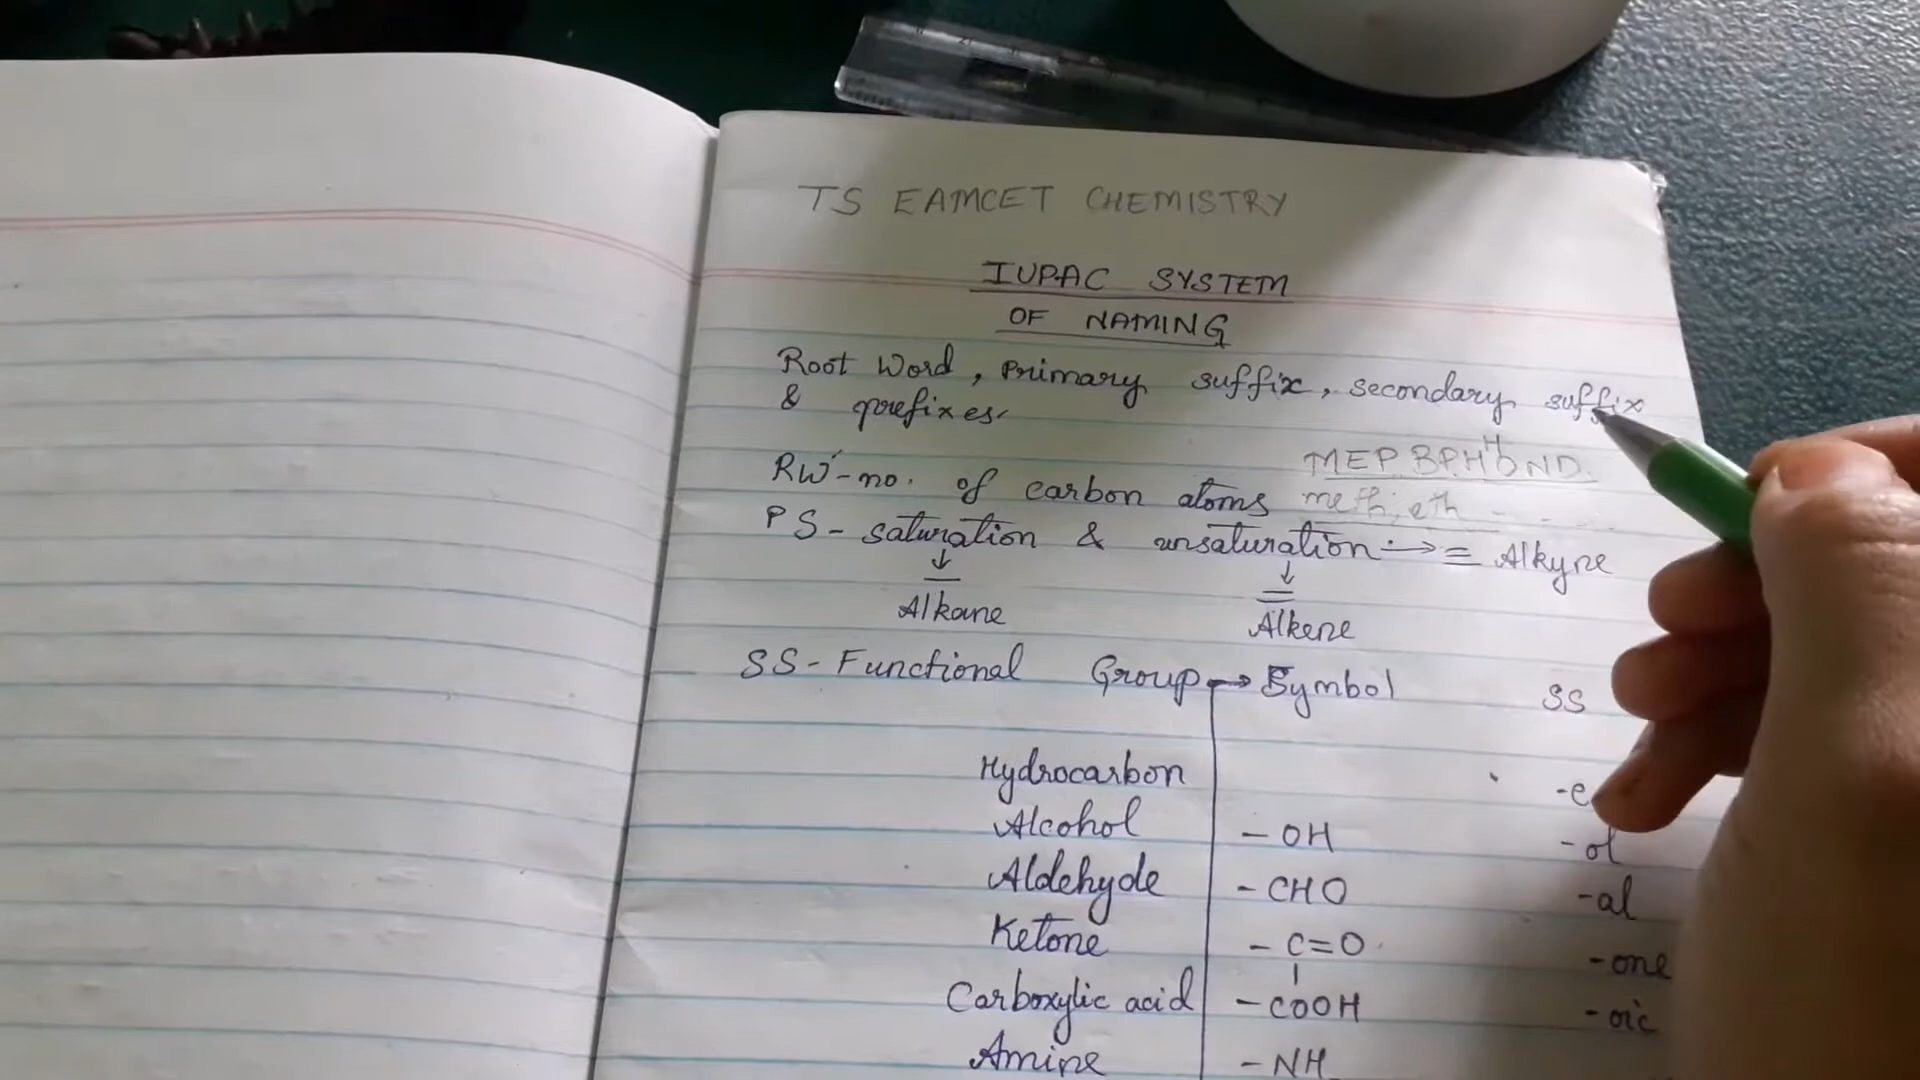 TS EAMCET CHEMISTRY
IUPAC SYSTEM
OF NAMING
Root Word, Primary suffix, secondary suffix
& prefixes
MEPBPHHOND.
RW - no. of carbon atoms meth, eth - - - -
PS - saturation & unsaturation → ≡ Alkyne
↓ ↓
– =
Alkane Alkene
SS - Functional Group → Symbol SS
Hydrocarbon -e
Alcohol - OH -ol
Aldehyde - CHO -al
Ketone - C=O -one
Carboxylic acid - COOH -oic
Amine - NH